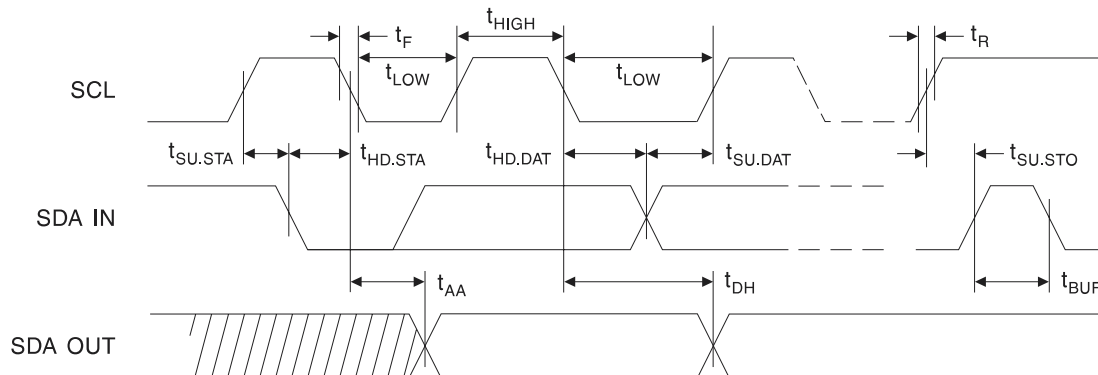 tHIGH
tF
tR
SCL
tLOW
tLOW
tSU.STA
tHD.STA
tHD.DAT
tSU.DAT
tSU.STO
SDA IN
tAA
tDH
tBUF
SDA OUT